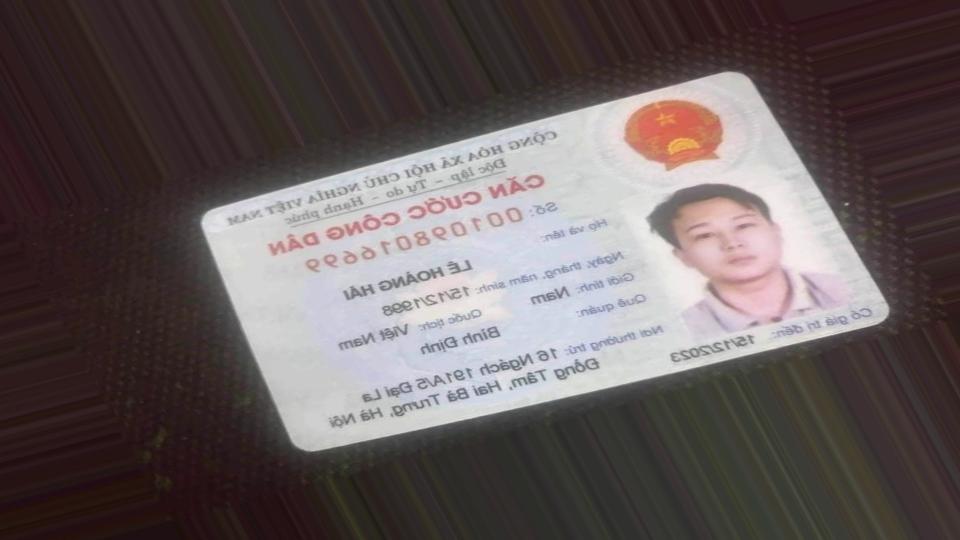 CỘNG HÒA XÃ HỘI CHỦ NGHĨA VIỆT NAM
Độc lập - Tự do - Hạnh phúc
CĂN CƯỚC CÔNG DÂN
Số: 001098016699
Họ và tên:
LÊ HOÀNG HẢI
Ngày, tháng, năm sinh: 15/12/1998
Giới tính: Nam Quốc tịch: Việt Nam
Quê quán:
Bình Định
Nơi thường trú: 16 Ngách 191A/5 Đại La
Đồng Tâm, Hai Bà Trưng, Hà Nội
Có giá trị đến: 15/12/2023